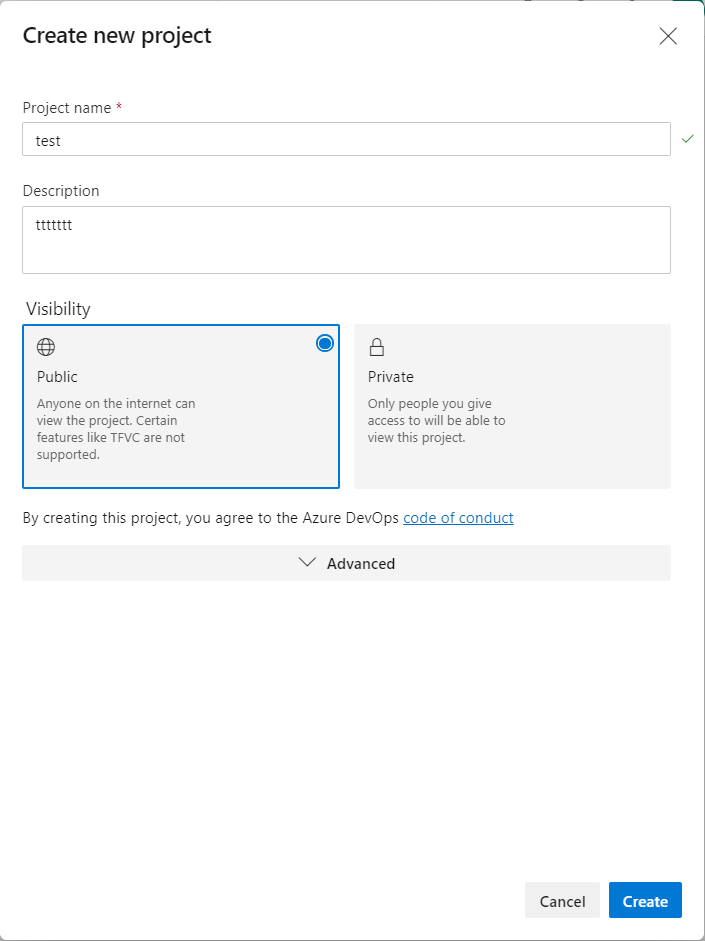 Create new project
Project name *
test
Description
ttttttt
Visibility
Public
Anyone on the internet can
view the project. Certain
features like TFVC are not
supported.
Private
Only people you give
access to will be able to
view this project.
By creating this project, you agree to the Azure DevOps code of conduct
Advanced
Cancel
Create